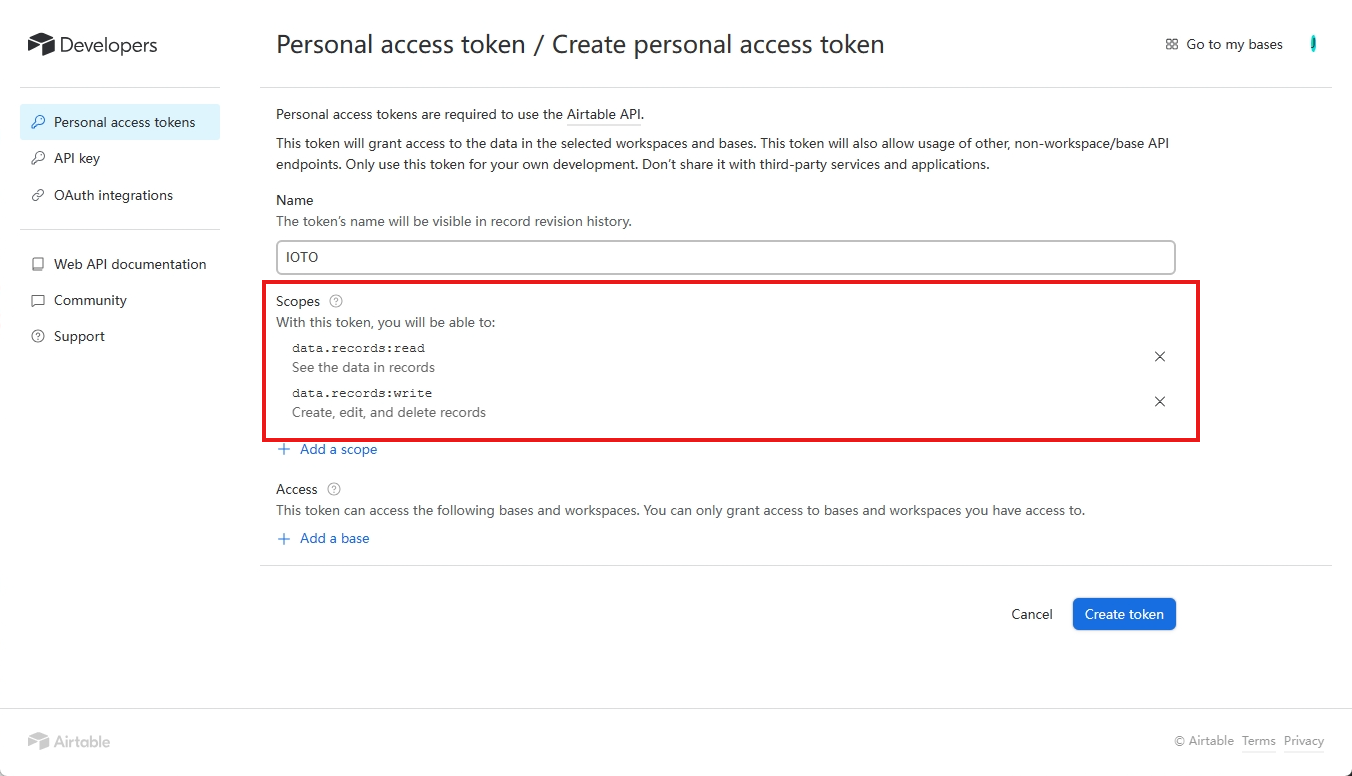 Developers
Personal access token / Create personal access token
Go to my bases
Personal access tokens
API key
OAuth integrations
Web API documentation
Community
Support
Personal access tokens are required to use the Airtable API.
This token will grant access to the data in the selected workspaces and bases. This token will also allow usage of other, non-workspace/base API
endpoints. Only use this token for your own development. Don't share it with third-party services and applications.
Name
The token's name will be visible in record revision history.
IOTO
Scopes
With this token, you will be able to:
data.records:read
See the data in records
data.records:write
Create, edit, and delete records
Add a scope
Access
This token can access the following bases and workspaces. You can only grant access to bases and workspaces you have access to.
Add a base
Cancel
Create token
Airtable
© Airtable Terms Privacy